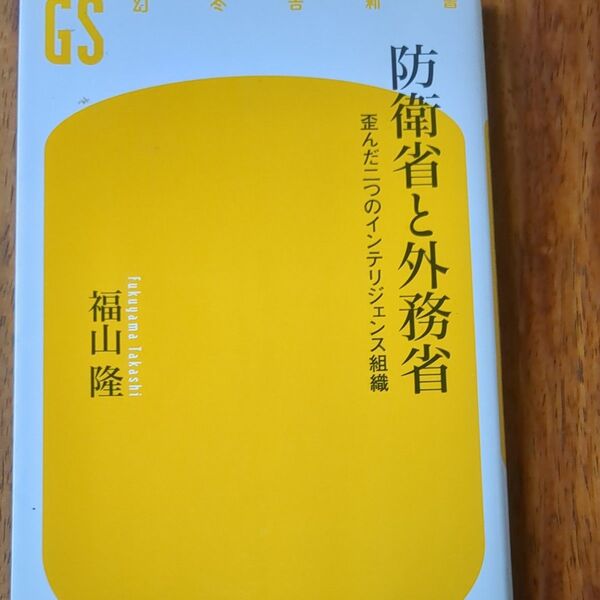 GS
幻冬舎新書
防衛省と外務省
歪んだ二つのインテリジェンス組織
福山隆
fukuyama Takashi